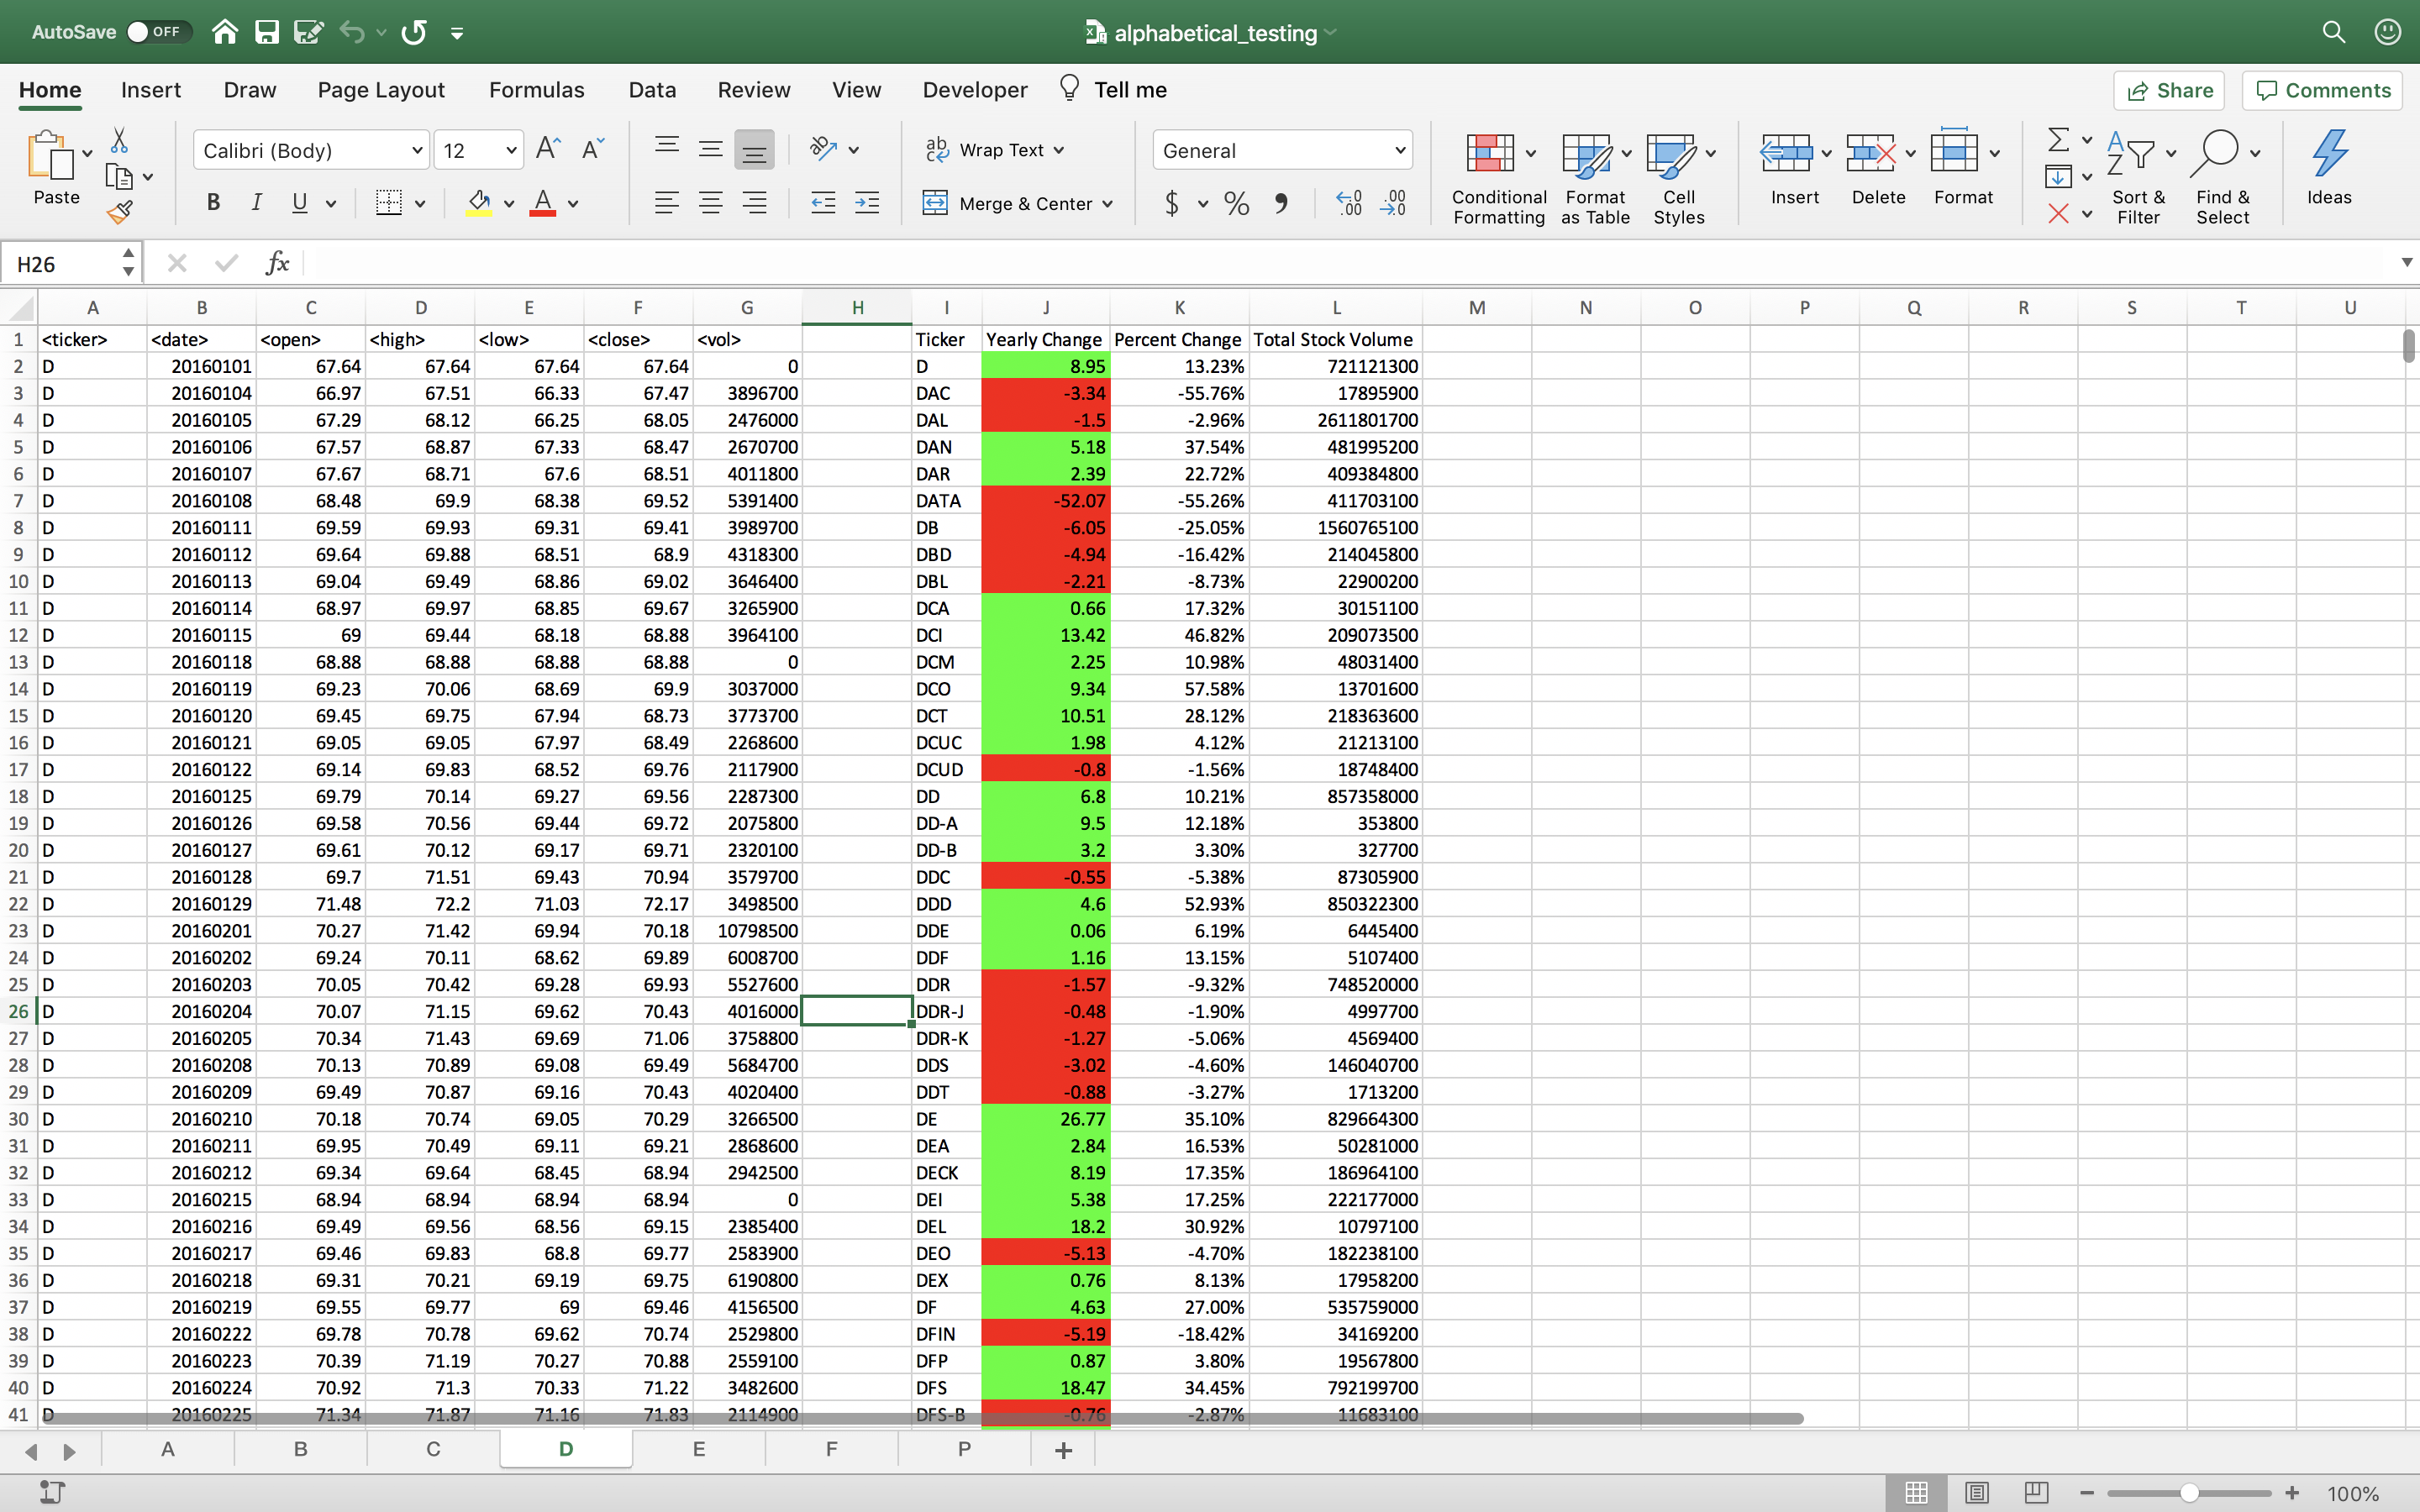 AutoSave OFF alphabetical_testing
Home Insert Draw Page Layout Formulas Data Review View Developer Tell me Share Comments
Paste Calibri (Body) 12 Wrap Text General Conditional Formatting Format as Table Cell Styles Insert Delete Format Sort & Filter Find & Select Ideas
B I U Merge & Center $ %
H26 fx
A B C D E F G H I J K L M N O P Q R S T U
1 <ticker> <date> <open> <high> <low> <close> <vol> Ticker Yearly Change Percent Change Total Stock Volume
2 D 20160101 67.64 67.64 67.64 67.64 0 D 8.95 13.23% 721121300
3 D 20160104 66.97 67.51 66.33 67.47 3896700 DAC -3.34 -55.76% 17895900
4 D 20160105 67.29 68.12 66.25 68.05 2476000 DAL -1.5 -2.96% 2611801700
5 D 20160106 67.57 68.87 67.33 68.47 2670700 DAN 5.18 37.54% 481995200
6 D 20160107 67.67 68.71 67.6 68.51 4011800 DAR 2.39 22.72% 409384800
7 D 20160108 68.48 69.9 68.38 69.52 5391400 DATA -52.07 -55.26% 411703100
8 D 20160111 69.59 69.93 69.31 69.41 3989700 DB -6.05 -25.05% 1560765100
9 D 20160112 69.64 69.88 68.51 68.9 4318300 DBD -4.94 -16.42% 214045800
10 D 20160113 69.04 69.49 68.86 69.02 3646400 DBL -2.21 -8.73% 22900200
11 D 20160114 68.97 69.97 68.85 69.67 3265900 DCA 0.66 17.32% 30151100
12 D 20160115 69 69.44 68.18 68.88 3964100 DCI 13.42 46.82% 209073500
13 D 20160118 68.88 68.88 68.88 68.88 0 DCM 2.25 10.98% 48031400
14 D 20160119 69.23 70.06 68.69 69.9 3037000 DCO 9.34 57.58% 13701600
15 D 20160120 69.45 69.75 67.94 68.73 3773700 DCT 10.51 28.12% 218363600
16 D 20160121 69.05 69.05 67.97 68.49 2268600 DCUC 1.98 4.12% 21213100
17 D 20160122 69.14 69.83 68.52 69.76 2117900 DCUD -0.8 -1.56% 18748400
18 D 20160125 69.79 70.14 69.27 69.56 2287300 DD 6.8 10.21% 857358000
19 D 20160126 69.58 70.56 69.44 69.72 2075800 DD-A 9.5 12.18% 353800
20 D 20160127 69.61 70.12 69.17 69.71 2320100 DD-B 3.2 3.30% 327700
21 D 20160128 69.7 71.51 69.43 70.94 3579700 DDC -0.55 -5.38% 87305900
22 D 20160129 71.48 72.2 71.03 72.17 3498500 DDD 4.6 52.93% 850322300
23 D 20160201 70.27 71.42 69.94 70.18 10798500 DDE 0.06 6.19% 6445400
24 D 20160202 69.24 70.11 68.62 69.89 6008700 DDF 1.16 13.15% 5107400
25 D 20160203 70.05 70.42 69.28 69.93 5527600 DDR -1.57 -9.32% 748520000
26 D 20160204 70.07 71.15 69.62 70.43 4016000 DDR-J -0.48 -1.90% 4997700
27 D 20160205 70.34 71.43 69.69 71.06 3758800 DDR-K -1.27 -5.06% 4569400
28 D 20160208 70.13 70.89 69.08 69.49 5684700 DDS -3.02 -4.60% 146040700
29 D 20160209 69.49 70.87 69.16 70.43 4020400 DDT -0.88 -3.27% 1713200
30 D 20160210 70.18 70.74 69.05 70.29 3266500 DE 26.77 35.10% 829664300
31 D 20160211 69.95 70.49 69.11 69.21 2868600 DEA 2.84 16.53% 50281000
32 D 20160212 69.34 69.64 68.45 68.94 2942500 DECK 8.19 17.35% 186964100
33 D 20160215 68.94 68.94 68.94 68.94 0 DEI 5.38 17.25% 222177000
34 D 20160216 69.49 69.56 68.56 69.15 2385400 DEL 18.2 30.92% 10797100
35 D 20160217 69.46 69.83 68.8 69.77 2583900 DEO -5.13 -4.70% 182238100
36 D 20160218 69.31 70.21 69.19 69.75 6190800 DEX 0.76 8.13% 17958200
37 D 20160219 69.55 69.77 69 69.46 4156500 DF 4.63 27.00% 535759000
38 D 20160222 69.78 70.78 69.62 70.74 2529800 DFIN -5.19 -18.42% 34169200
39 D 20160223 70.39 71.19 70.27 70.88 2559100 DFP 0.87 3.80% 19567800
40 D 20160224 70.92 71.3 70.33 71.22 3482600 DFS 18.47 34.45% 792199700
41 D 20160225 71.34 71.87 71.16 71.83 2114900 DFS-B -0.76 -2.87% 11683100
A B C D E F P +
100%